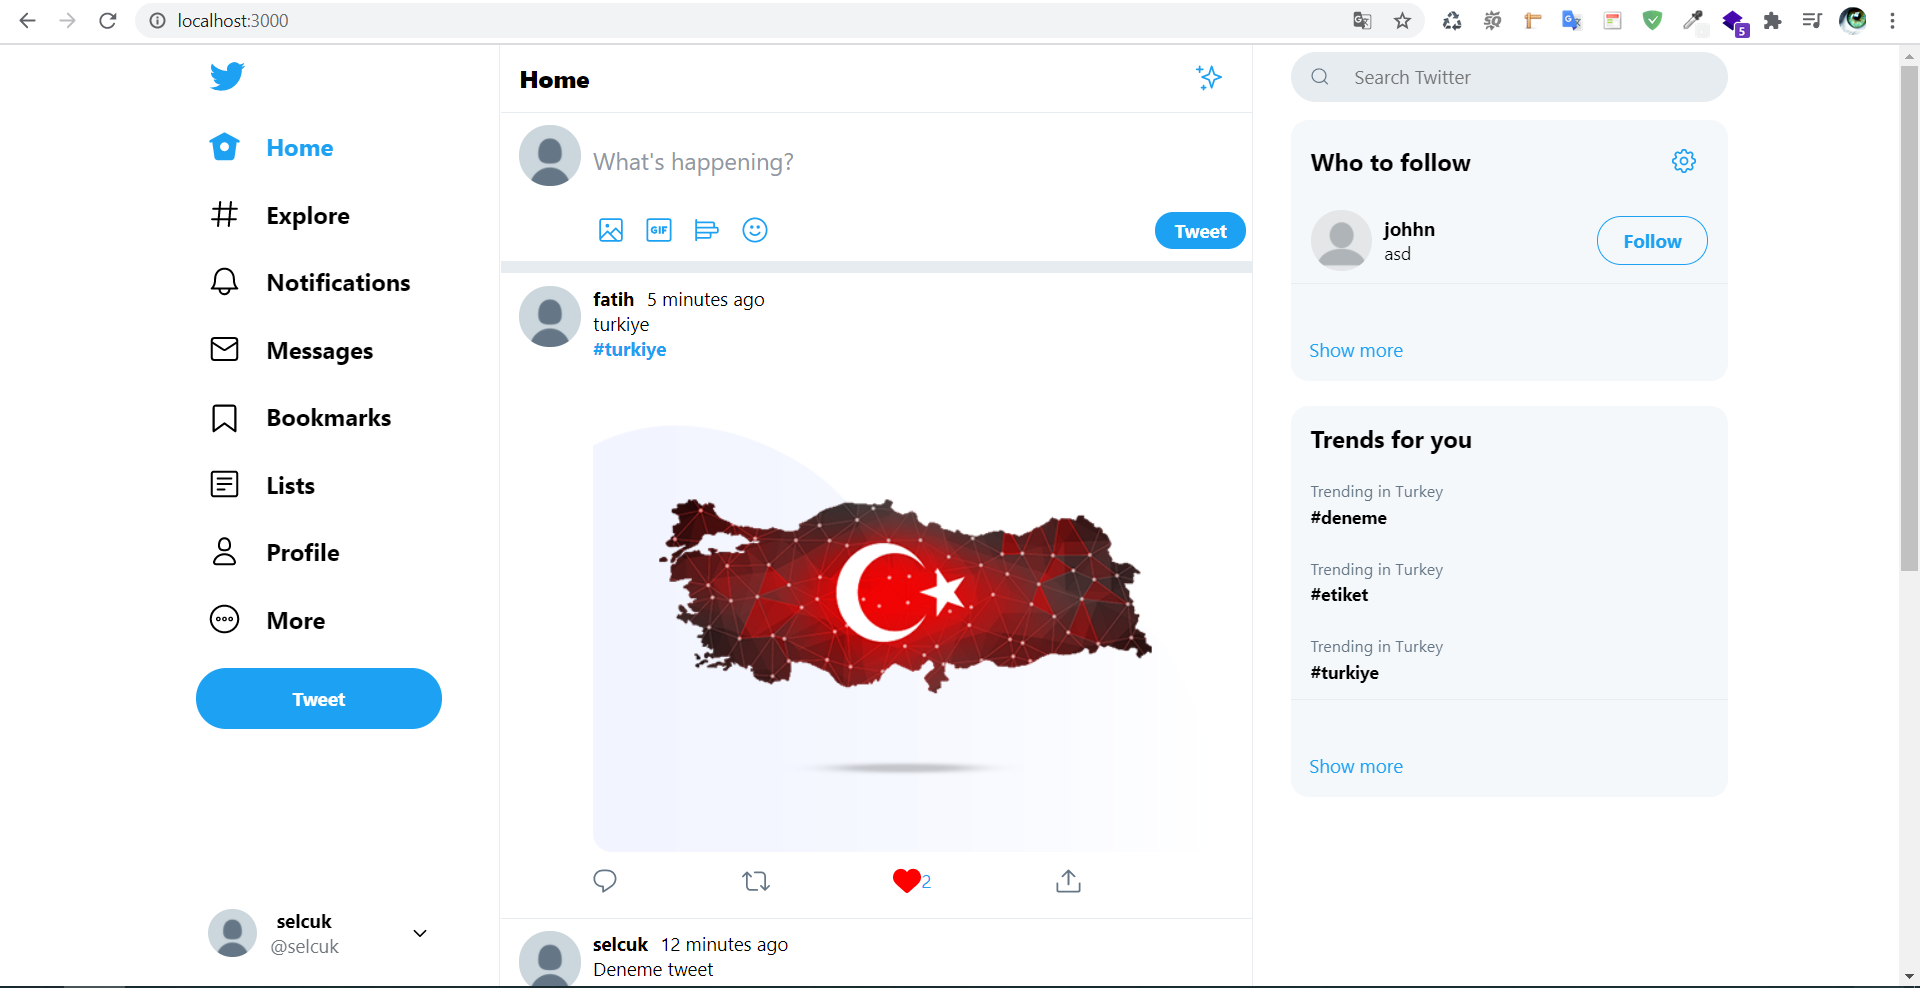 localhost:3000
5
Home
Explore
Notifications
Messages
Bookmarks
Lists
Profile
More
Tweet
selcuk
@selcuk
Home
What's happening?
GIF
Tweet
fatih 5 minutes ago
turkiye
#turkiye
2
selcuk 12 minutes ago
Deneme tweet
Search Twitter
Who to follow
johhn
asd
Follow
Show more
Trends for you
Trending in Turkey
#deneme
Trending in Turkey
#etiket
Trending in Turkey
#turkiye
Show more